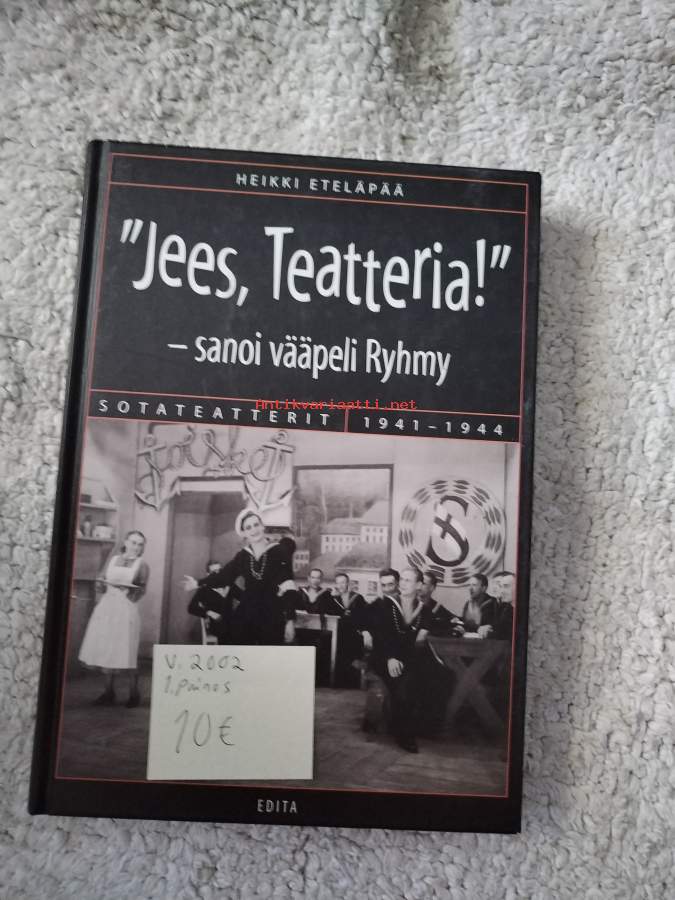 HEIKKI ETELÄPÄÄ
"Jees, Teatteria!"
– sanoi vääpeli Ryhmy
Antikvariaatti.net
SOTATEATTERIT | 1941–1944
V. 2002
1. painos
10 €
EDITA